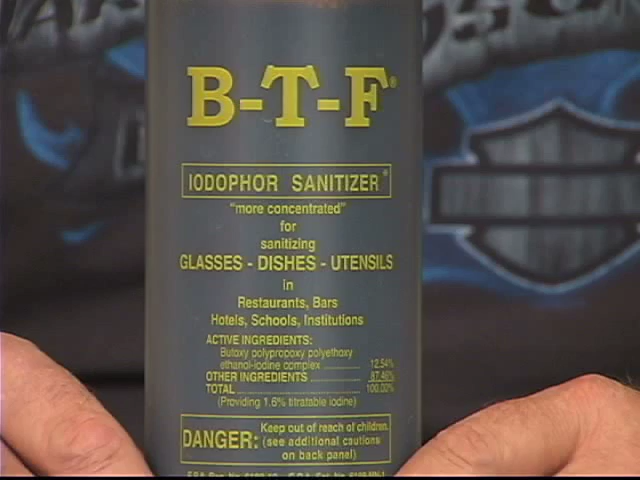 B-T-F®
IODOPHOR SANITIZER®
"more concentrated"
for
sanitizing
GLASSES - DISHES - UTENSILS
in
Restaurants, Bars
Hotels, Schools, Institutions
ACTIVE INGREDIENTS:
Butoxy polypropoxy polyethoxy
ethanol-iodine complex ............ 12.54%
OTHER INGREDIENTS ............ 87.46%
TOTAL ............ 100.00%
(Providing 1.6% titratable iodine)
DANGER: Keep out of reach of children.
(see additional cautions
on back panel)